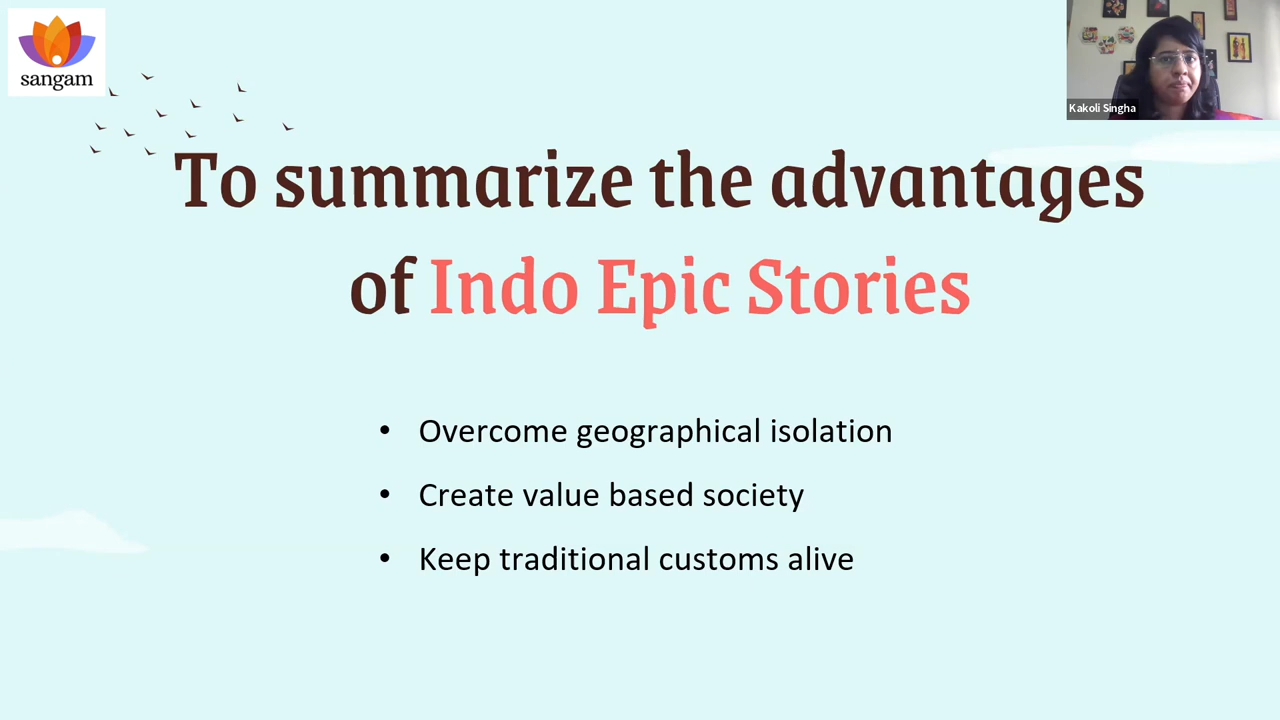 sangam
Kakoli Singha
To summarize the advantages
of Indo Epic Stories
• Overcome geographical isolation
• Create value based society
• Keep traditional customs alive